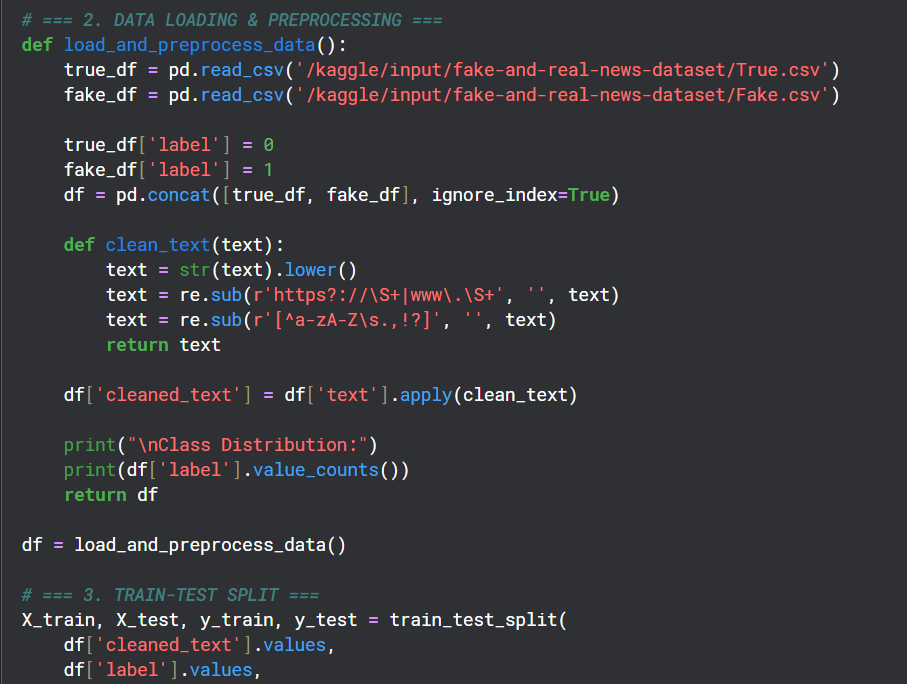 # === 2. DATA LOADING & PREPROCESSING ===
def load_and_preprocess_data():
    true_df = pd.read_csv('/kaggle/input/fake-and-real-news-dataset/True.csv')
    fake_df = pd.read_csv('/kaggle/input/fake-and-real-news-dataset/Fake.csv')

    true_df['label'] = 0
    fake_df['label'] = 1
    df = pd.concat([true_df, fake_df], ignore_index=True)

    def clean_text(text):
        text = str(text).lower()
        text = re.sub(r'https?://\S+|www\.\S+', '', text)
        text = re.sub(r'[^a-zA-Z\s.,!?]', '', text)
        return text

    df['cleaned_text'] = df['text'].apply(clean_text)

    print("\nClass Distribution:")
    print(df['label'].value_counts())
    return df

df = load_and_preprocess_data()

# === 3. TRAIN-TEST SPLIT ===
X_train, X_test, y_train, y_test = train_test_split(
    df['cleaned_text'].values,
    df['label'].values,